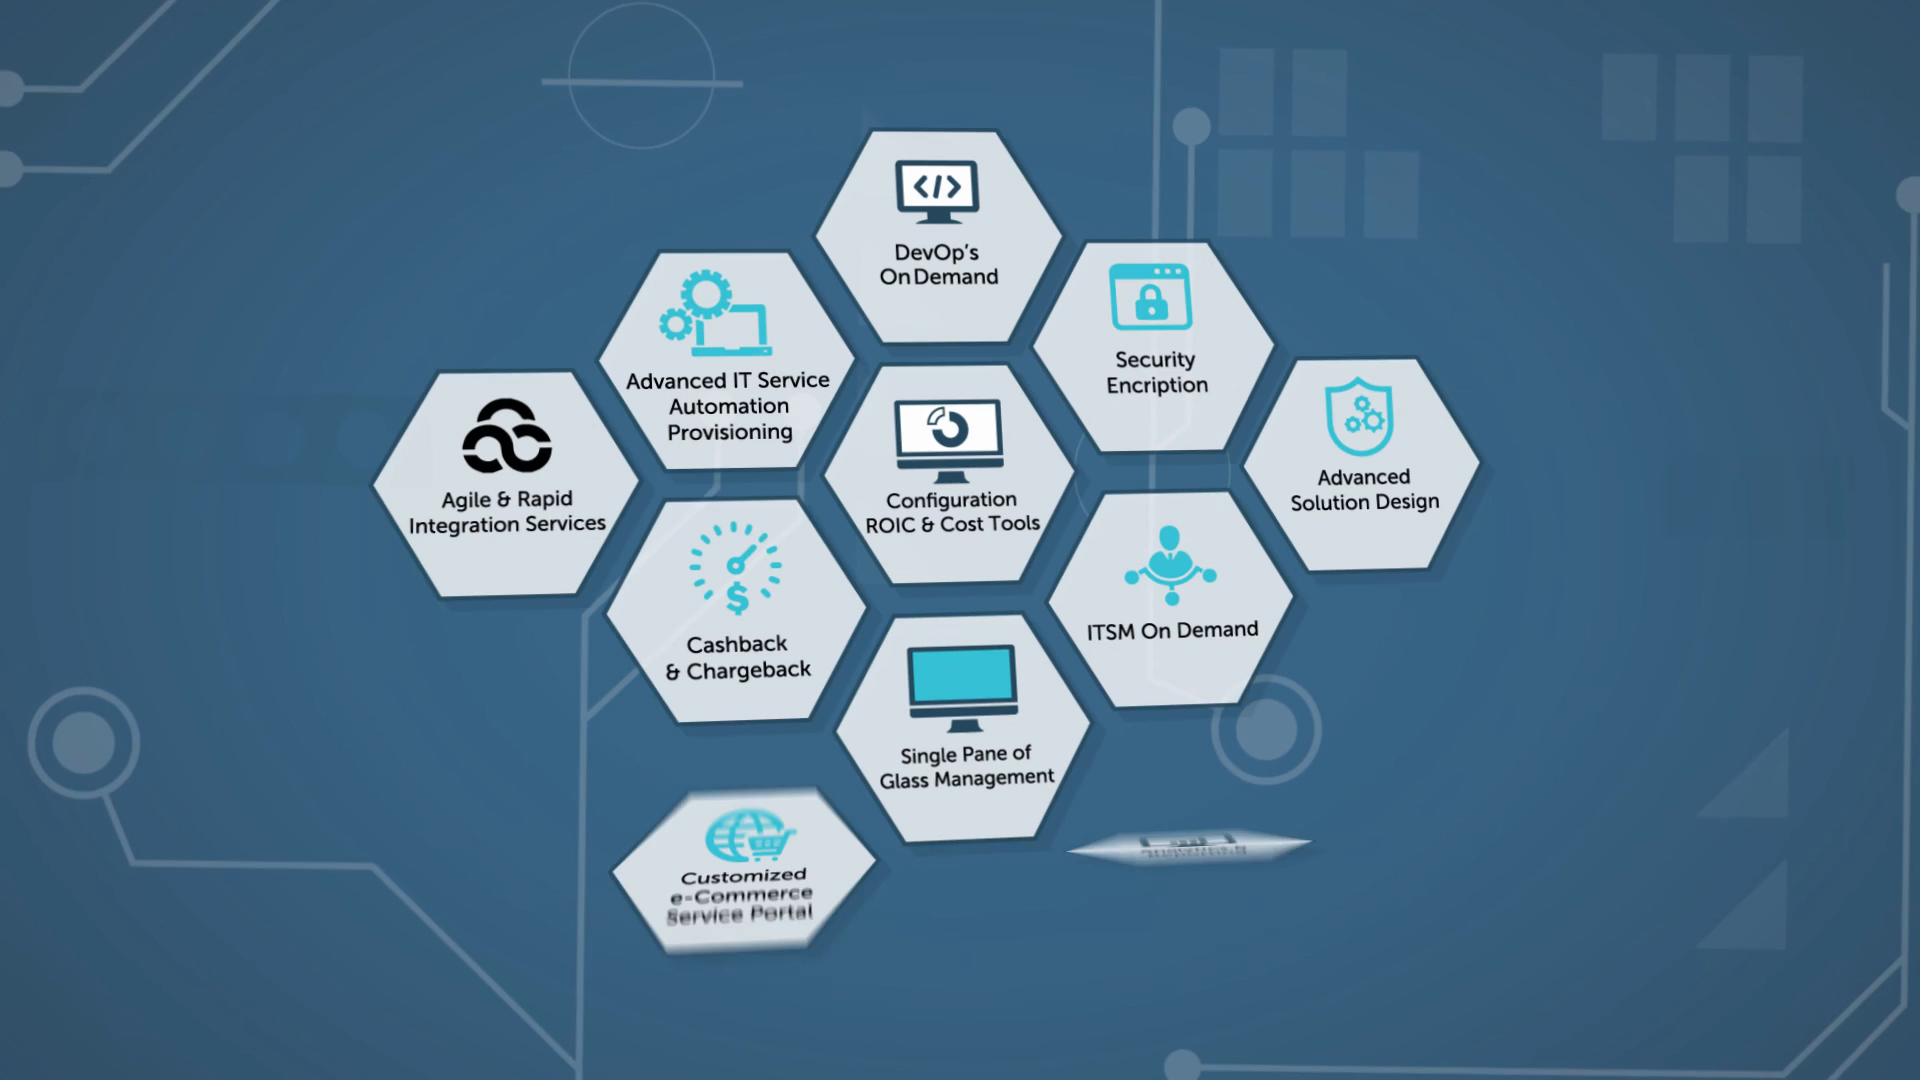 DevOp's
On Demand
Advanced IT Service
Automation
Provisioning
Security
Encription
Agile & Rapid
Integration Services
Configuration
ROIC & Cost Tools
Advanced
Solution Design
Cashback
& Chargeback
ITSM On Demand
Single Pane of
Glass Management
Customized
e-Commerce
Service Portal